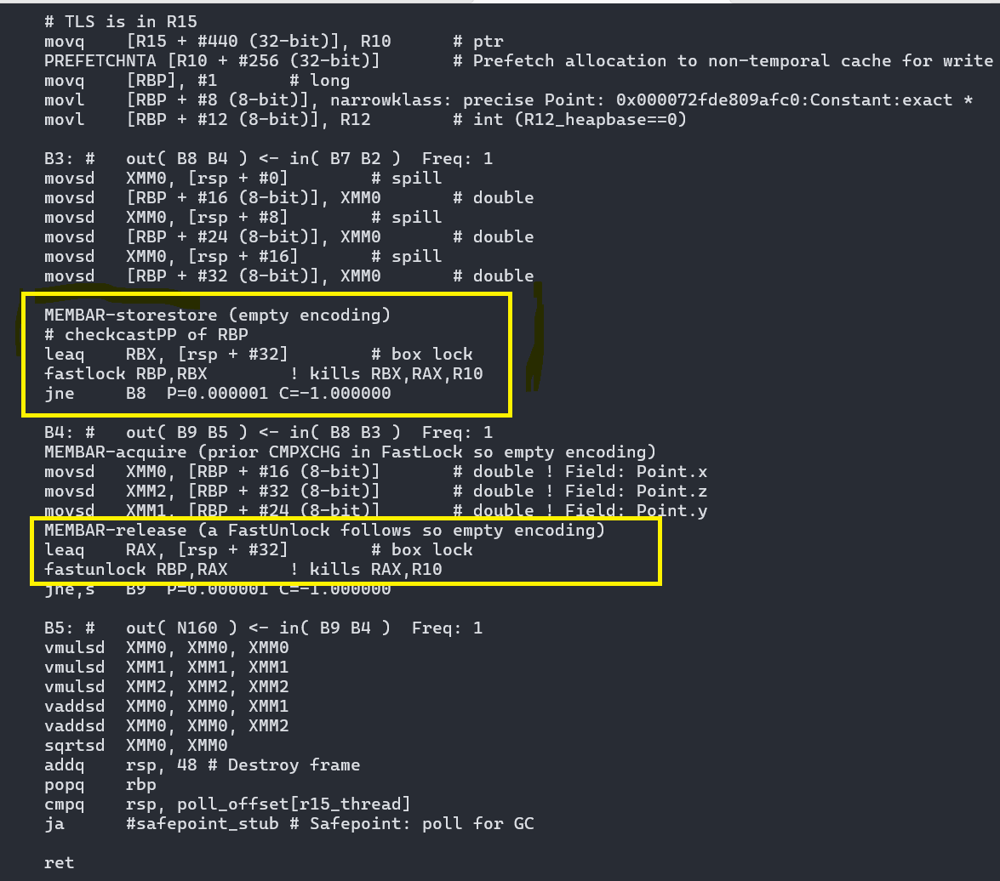 # TLS is in R15
movq    [R15 + #440 (32-bit)], R10      # ptr
PREFETCHNTA [R10 + #256 (32-bit)]       # Prefetch allocation to non-temporal cache for write
movq    [RBP], #1       # long
movl    [RBP + #8 (8-bit)], narrowklass: precise Point: 0x000072fde809afc0:Constant:exact *
movl    [RBP + #12 (8-bit)], R12        # int (R12_heapbase==0)
B3: #   out( B8 B4 ) <- in( B7 B2 )  Freq: 1
movsd   XMM0, [rsp + #0]        # spill
movsd   [RBP + #16 (8-bit)], XMM0       # double
movsd   XMM0, [rsp + #8]        # spill
movsd   [RBP + #24 (8-bit)], XMM0       # double
movsd   XMM0, [rsp + #16]       # spill
movsd   [RBP + #32 (8-bit)], XMM0       # double
MEMBAR-storestore (empty encoding)
# checkcastPP of RBP
leaq    RBX, [rsp + #32]        # box lock
fastlock RBP,RBX        ! kills RBX,RAX,R10
jne     B8  P=0.000001 C=-1.000000
B4: #   out( B9 B5 ) <- in( B8 B3 )  Freq: 1
MEMBAR-acquire (prior CMPXCHG in FastLock so empty encoding)
movsd   XMM0, [RBP + #16 (8-bit)]       # double ! Field: Point.x
movsd   XMM2, [RBP + #32 (8-bit)]       # double ! Field: Point.z
movsd   XMM1, [RBP + #24 (8-bit)]       # double ! Field: Point.y
MEMBAR-release (a FastUnlock follows so empty encoding)
leaq    RAX, [rsp + #32]        # box lock
fastunlock RBP,RAX      ! kills RAX,R10
jne,s   B9  P=0.000001 C=-1.000000
B5: #   out( N160 ) <- in( B9 B4 )  Freq: 1
vmulsd  XMM0, XMM0, XMM0
vmulsd  XMM1, XMM1, XMM1
vmulsd  XMM2, XMM2, XMM2
vaddsd  XMM0, XMM0, XMM1
vaddsd  XMM0, XMM0, XMM2
sqrtsd  XMM0, XMM0
addq    rsp, 48 # Destroy frame
popq    rbp
cmpq    rsp, poll_offset[r15_thread]
ja      #safepoint_stub # Safepoint: poll for GC
ret